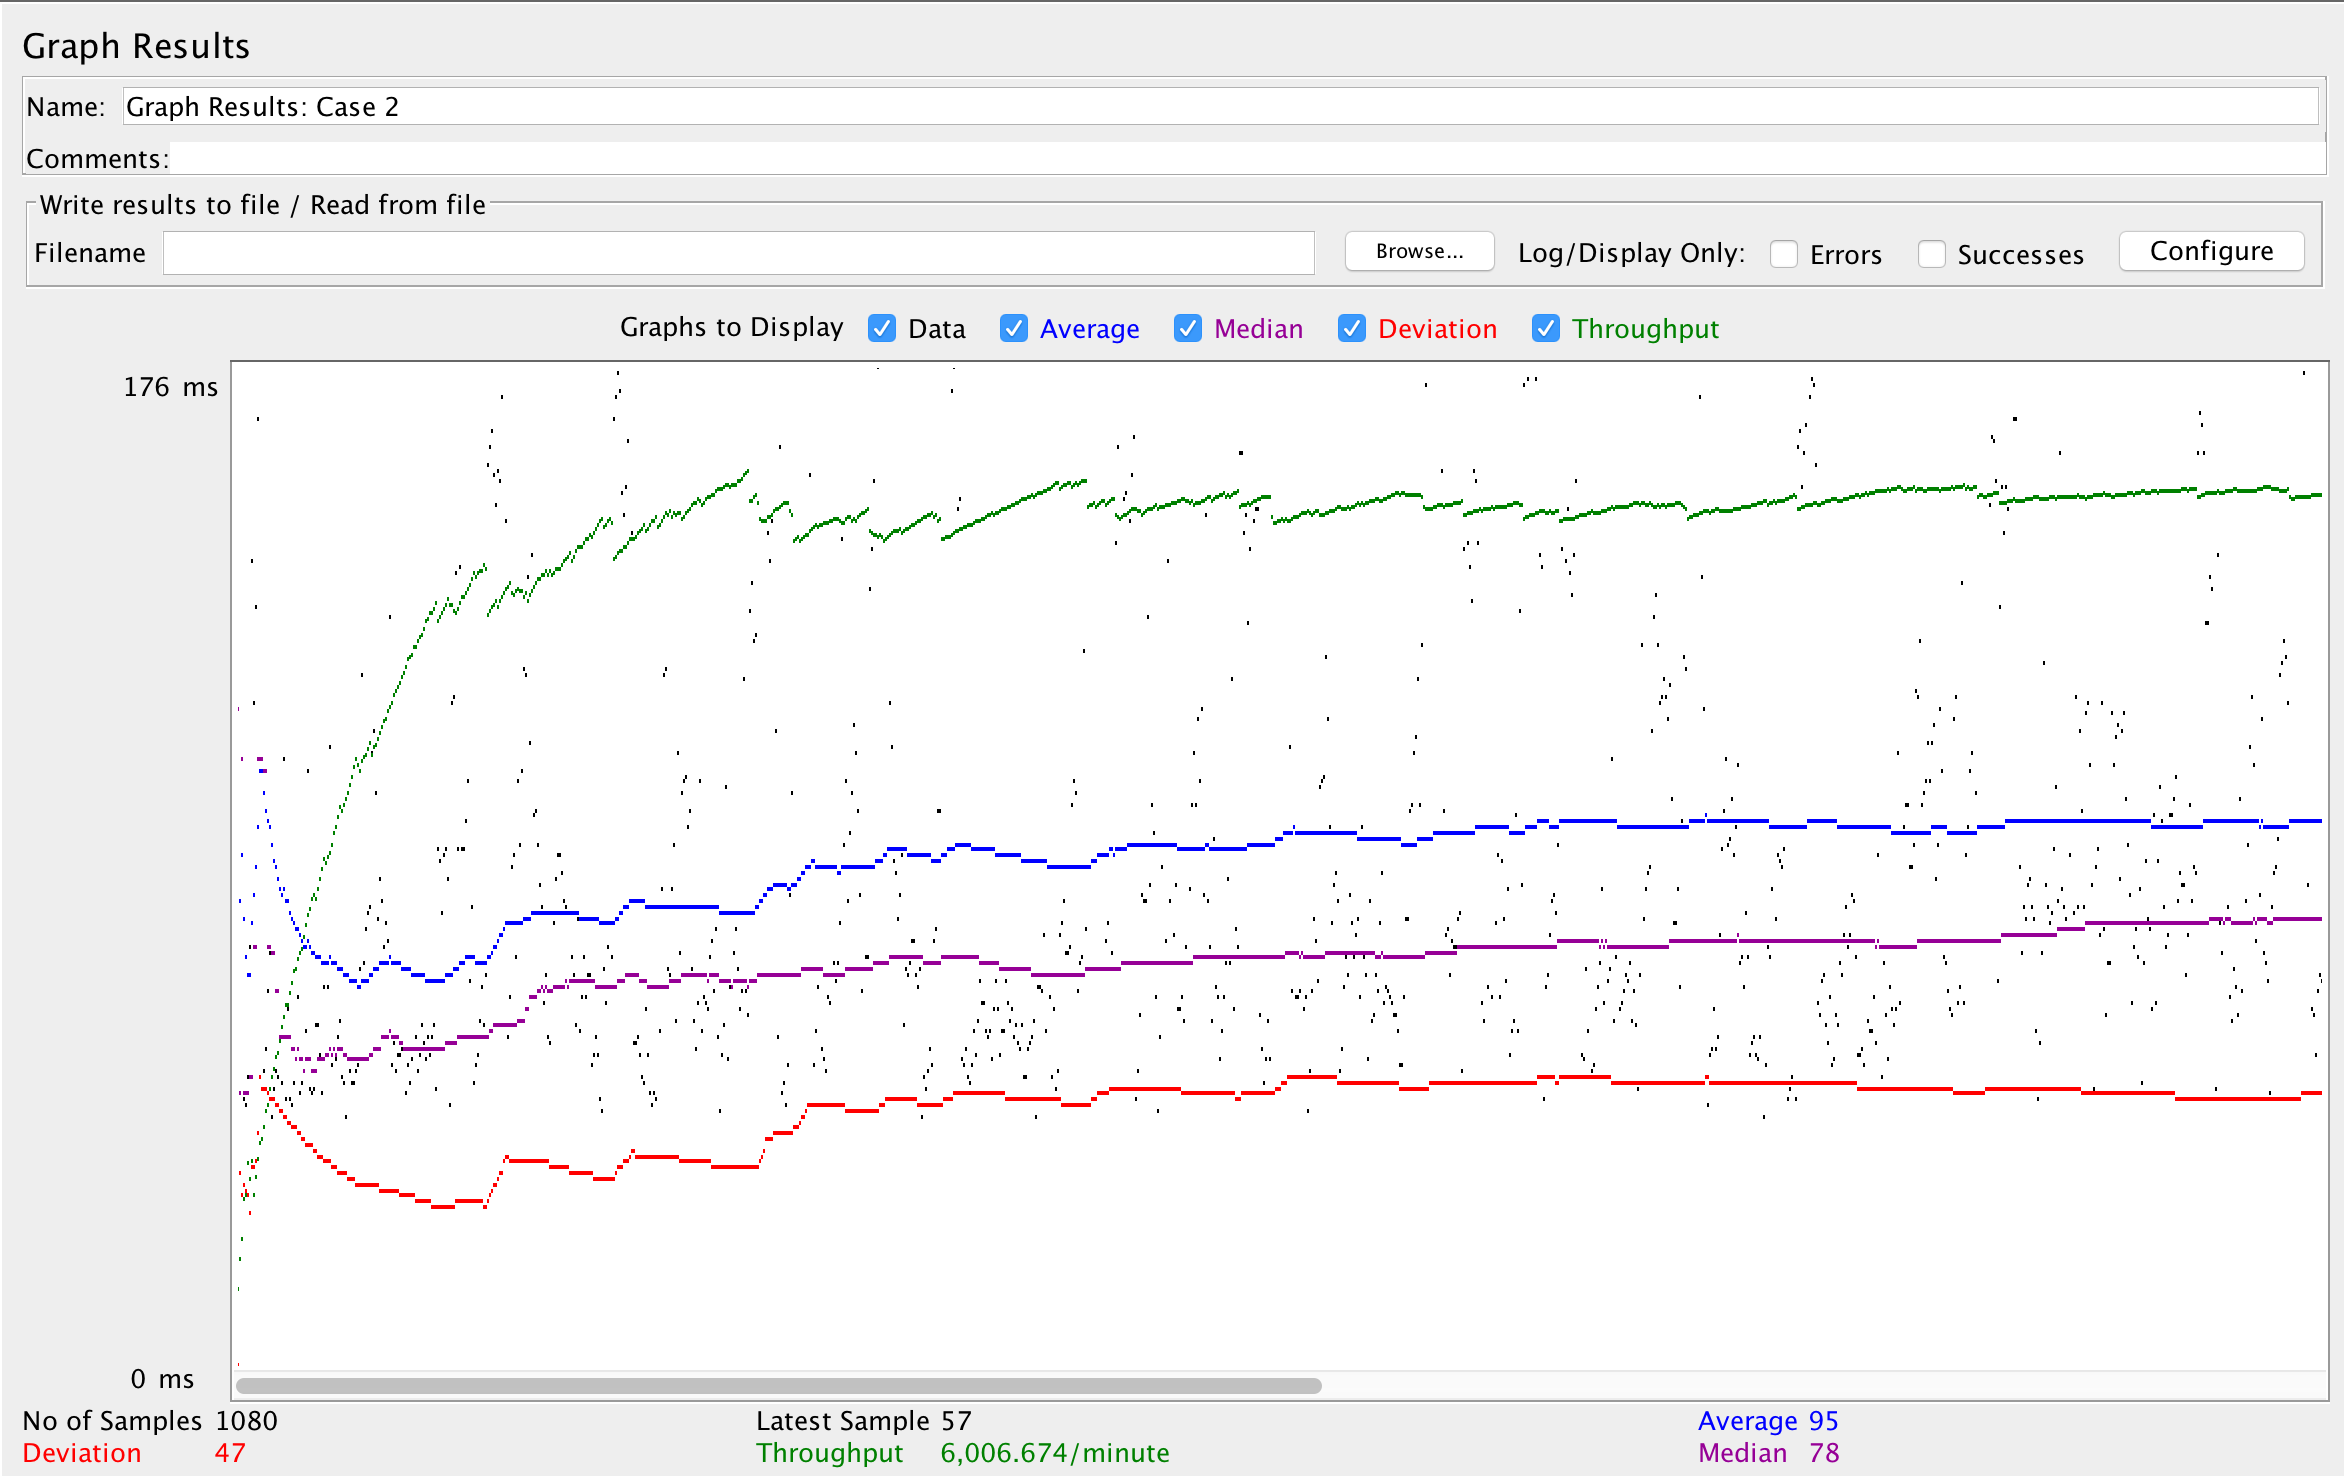 Graph Results
Name: Graph Results: Case 2
Comments:
Write results to file / Read from file
Filename Browse... Log/Display Only: Errors Successes Configure
Graphs to Display Data Average Median Deviation Throughput
176 ms
0 ms
No of Samples 1080 Latest Sample 57 Average 95
Deviation 47 Throughput 6,006.674/minute Median 78